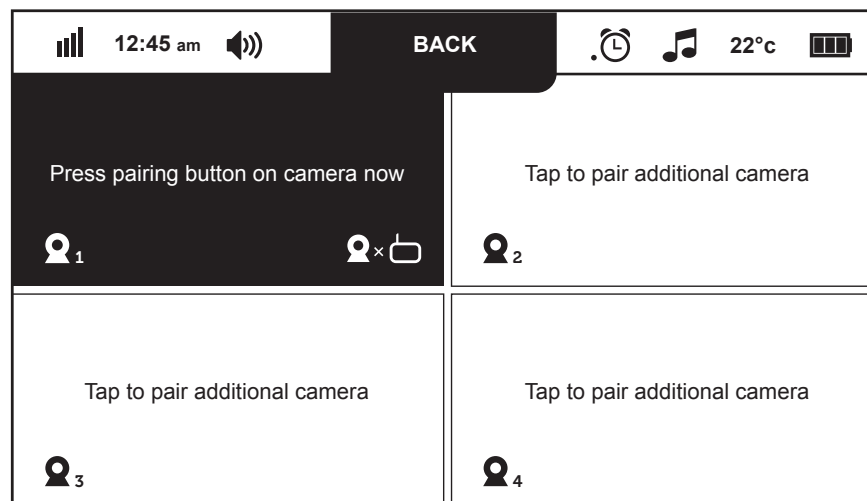 12:45 am BACK 22°c
Press pairing button on camera now
Tap to pair additional camera
1
2
Tap to pair additional camera
Tap to pair additional camera
3
4